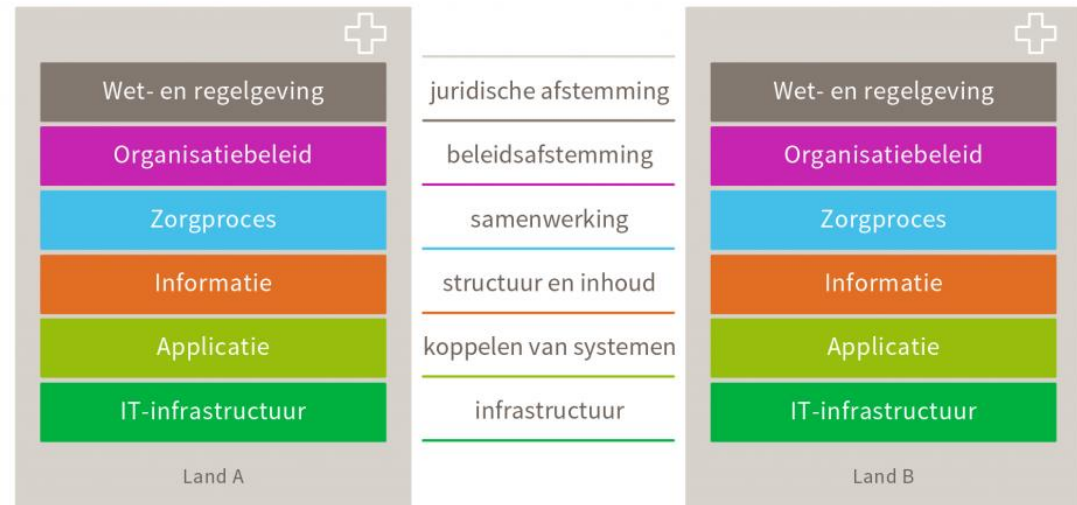 Wet- en regelgeving
juridische afstemming
Wet- en regelgeving
Organisatiebeleid
beleidsafstemming
Organisatiebeleid
Zorgproces
samenwerking
Zorgproces
Informatie
structuur en inhoud
Informatie
Applicatie
koppelen van systemen
Applicatie
IT-infrastructuur
infrastructuur
IT-infrastructuur
Land A
Land B